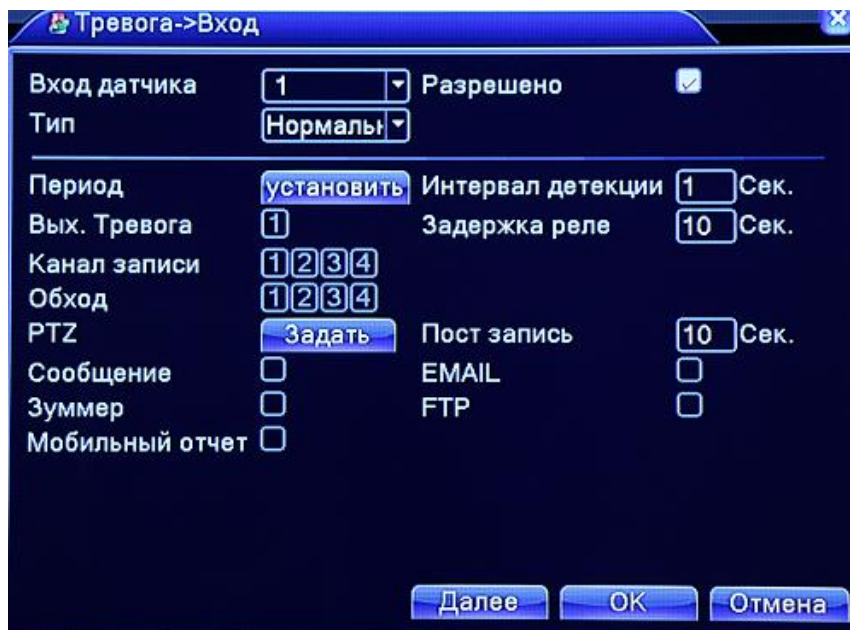 Тревога->Вход
Вход датчика 1 Разрешено
Тип Нормальн
Период установить Интервал детекции 1 Сек.
Вых. Тревога 1 Задержка реле 10 Сек.
Канал записи 1 2 3 4
Обход 1 2 3 4
PTZ Задать Пост запись 10 Сек.
Сообщение EMAIL
Зуммер FTP
Мобильный отчет
Далее OK Отмена